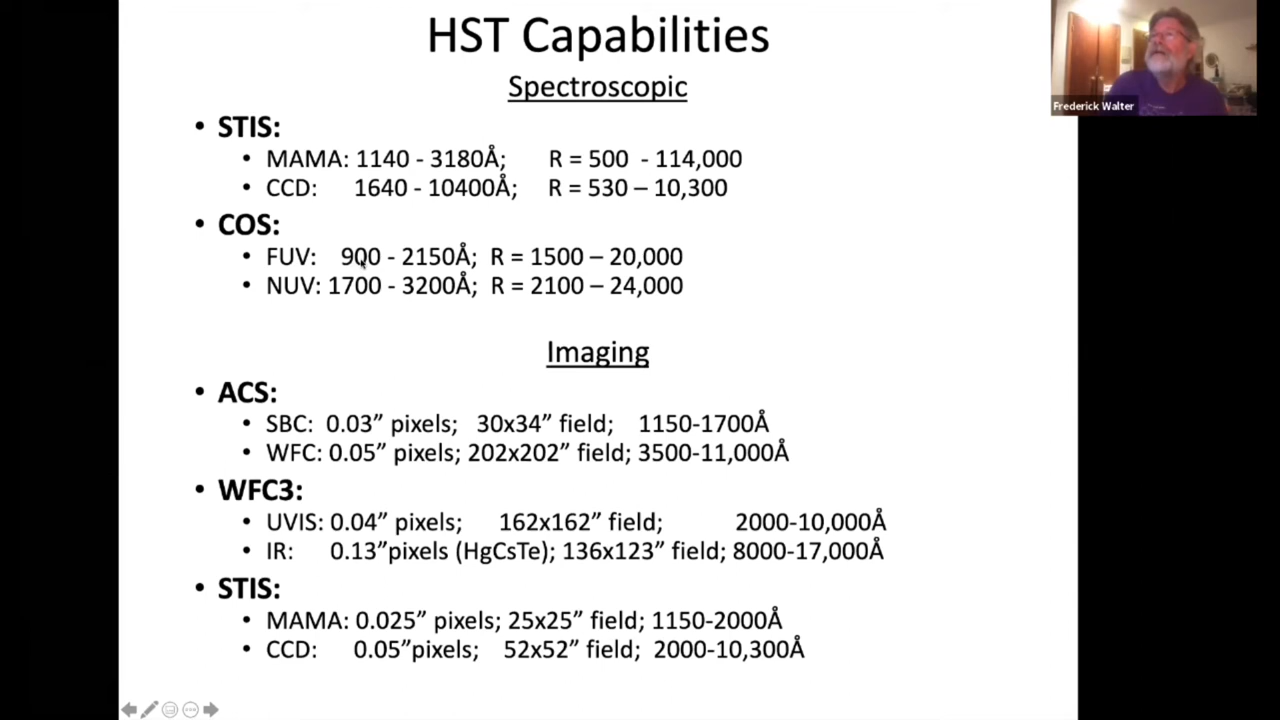 HST Capabilities
Spectroscopic
Frederick Walter
• STIS:
• MAMA: 1140 - 3180Å; R = 500 - 114,000
• CCD: 1640 - 10400Å; R = 530 – 10,300
• COS:
• FUV: 900 - 2150Å; R = 1500 – 20,000
• NUV: 1700 - 3200Å; R = 2100 – 24,000
Imaging
• ACS:
• SBC: 0.03” pixels; 30x34” field; 1150-1700Å
• WFC: 0.05” pixels; 202x202” field; 3500-11,000Å
• WFC3:
• UVIS: 0.04” pixels; 162x162” field; 2000-10,000Å
• IR: 0.13”pixels (HgCsTe); 136x123” field; 8000-17,000Å
• STIS:
• MAMA: 0.025” pixels; 25x25” field; 1150-2000Å
• CCD: 0.05”pixels; 52x52” field; 2000-10,300Å